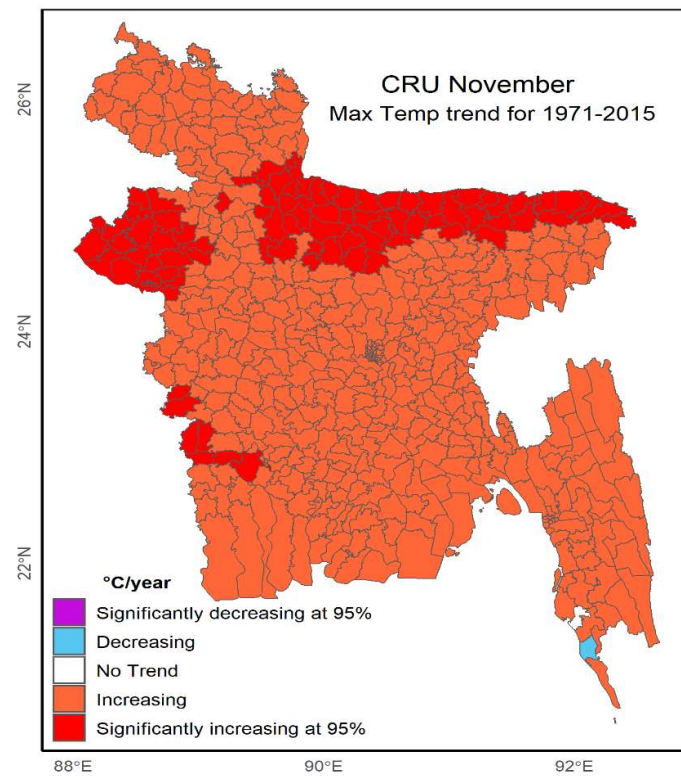 CRU November
Max Temp trend for 1971-2015
26°N
24°N
22°N
°C/year
Significantly decreasing at 95%
Decreasing
No Trend
Increasing
Significantly increasing at 95%
88°E 90°E 92°E